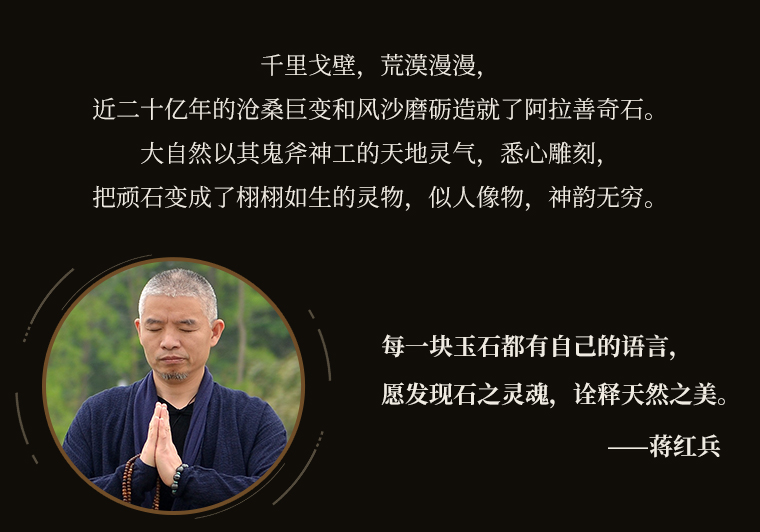 千里戈壁，荒漠漫漫，
近二十亿年的沧桑巨变和风沙磨砺造就了阿拉善奇石。
大自然以其鬼斧神工的天地灵气，悉心雕刻，
把顽石变成了栩栩如生的灵物，似人像物，神韵无穷。
每一块玉石都有自己的语言，
愿发现石之灵魂，诠释天然之美。
——蒋红兵